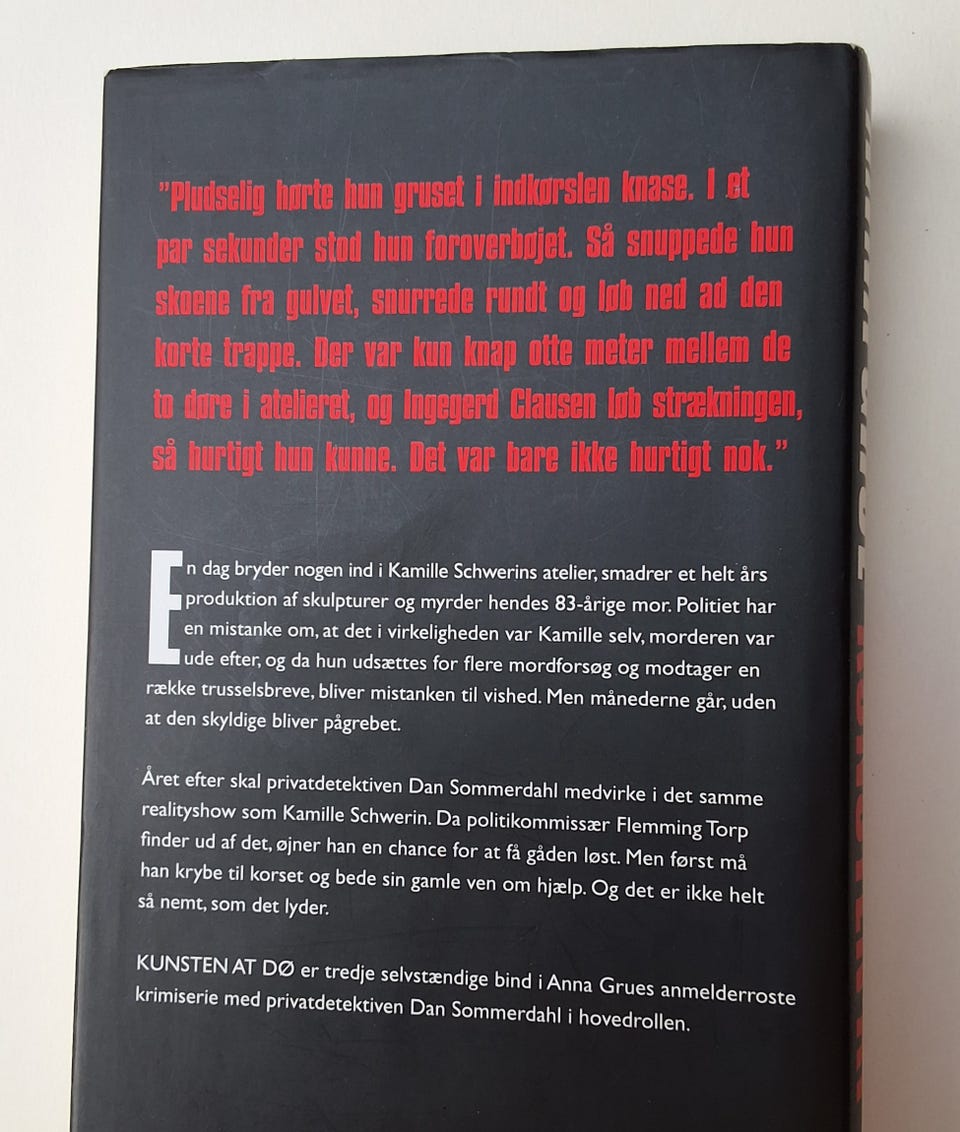 ”Pludselig hørte hun gruset i indkørslen knase. I et
par sekunder stod hun foroverbøjet. Så snuppede hun
skoene fra gulvet, snurrede rundt og løb ned ad den
korte trappe. Der var kun knap otte meter mellem de
to døre i atelieret, og Ingegerd Clausen løb strækningen,
så hurtigt hun kunne. Det var bare ikke hurtigt nok.”
En dag bryder nogen ind i Kamille Schwerins atelier, smadrer et helt års
produktion af skulpturer og myrder hendes 83-årige mor. Politiet har
en mistanke om, at det i virkeligheden var Kamille selv, morderen var
ude efter, og da hun udsættes for flere mordforsøg og modtager en
række trusselsbreve, bliver mistanken til vished. Men månederne går, uden
at den skyldige bliver pågrebet.
Året efter skal privatdetektiven Dan Sommerdahl medvirke i det samme
realityshow som Kamille Schwerin. Da politikommissær Flemming Torp
finder ud af det, øjner han en chance for at få gåden løst. Men først må
han krybe til korset og bede sin gamle ven om hjælp. Og det er ikke helt
så nemt, som det lyder.
KUNSTEN AT DØ er tredje selvstændige bind i Anna Grues anmelderroste
krimiserie med privatdetektiven Dan Sommerdahl i hovedrollen.